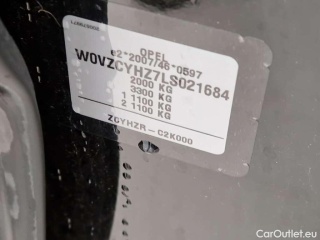 OPEL
e2*2007/46*0597
W0VZCYHZ7LS021684
2000 KG
3300 KG
1 1100 KG
2 1100 KG
ZCYHZR-C2K000
© CarOutlet.eu